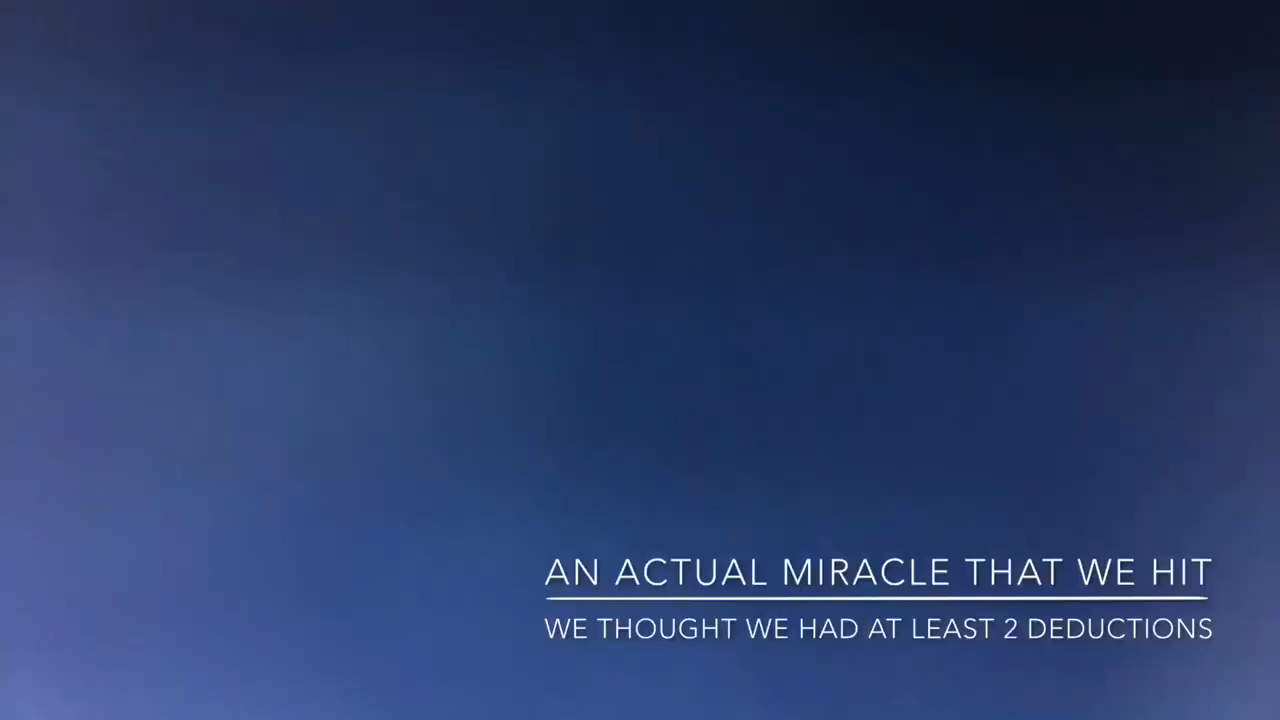 AN ACTUAL MIRACLE THAT WE HIT
WE THOUGHT WE HAD AT LEAST 2 DEDUCTIONS